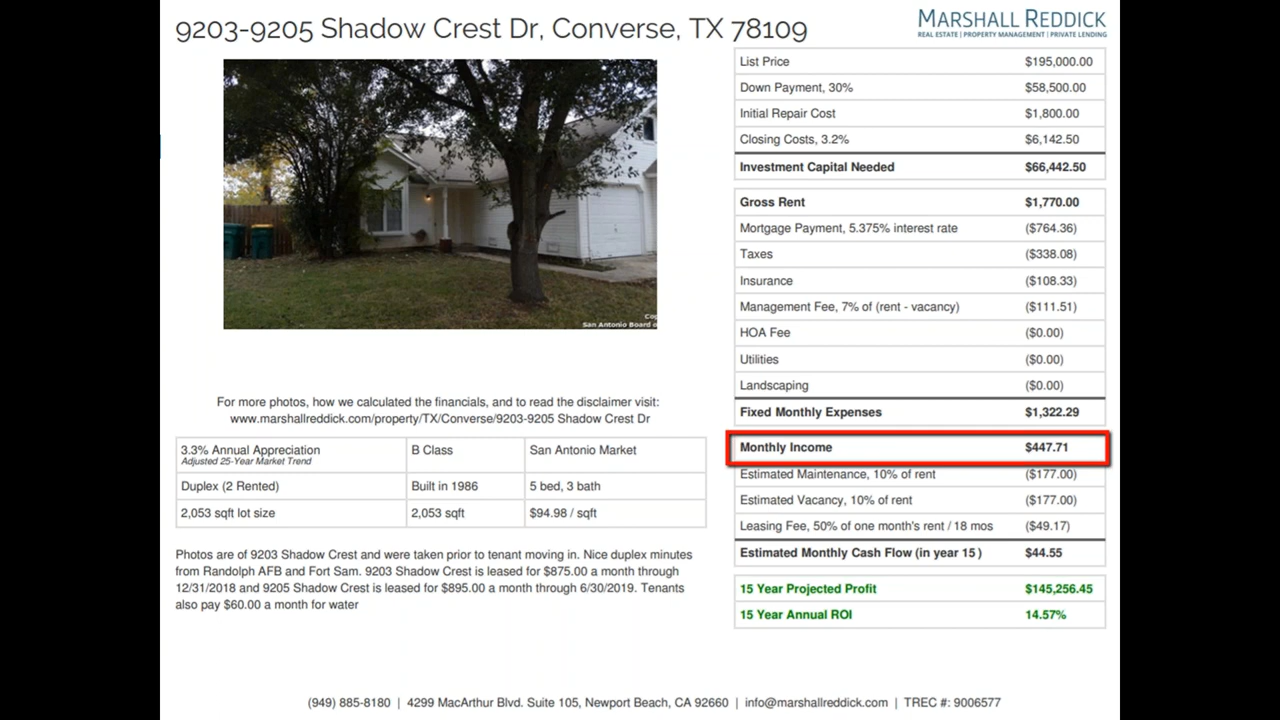 9203-9205 Shadow Crest Dr, Converse, TX 78109
MARSHALL REDDICK
REAL ESTATE | PROPERTY MANAGEMENT | PRIVATE LENDING
San Antonio Board o
For more photos, how we calculated the financials, and to read the disclaimer visit:
www.marshallreddick.com/property/TX/Converse/9203-9205 Shadow Crest Dr
3.3% Annual Appreciation B Class San Antonio Market
Adjusted 25-Year Market Trend
Duplex (2 Rented) Built in 1986 5 bed, 3 bath
2,053 sqft lot size 2,053 sqft $94.98 / sqft
Photos are of 9203 Shadow Crest and were taken prior to tenant moving in. Nice duplex minutes
from Randolph AFB and Fort Sam. 9203 Shadow Crest is leased for $875.00 a month through
12/31/2018 and 9205 Shadow Crest is leased for $895.00 a month through 6/30/2019. Tenants
also pay $60.00 a month for water
List Price $195,000.00
Down Payment, 30% $58,500.00
Initial Repair Cost $1,800.00
Closing Costs, 3.2% $6,142.50
Investment Capital Needed $66,442.50
Gross Rent $1,770.00
Mortgage Payment, 5.375% interest rate ($764.36)
Taxes ($338.08)
Insurance ($108.33)
Management Fee, 7% of (rent - vacancy) ($111.51)
HOA Fee ($0.00)
Utilities ($0.00)
Landscaping ($0.00)
Fixed Monthly Expenses $1,322.29
Monthly Income $447.71
Estimated Maintenance, 10% of rent ($177.00)
Estimated Vacancy, 10% of rent ($177.00)
Leasing Fee, 50% of one month's rent / 18 mos ($49.17)
Estimated Monthly Cash Flow (in year 15 ) $44.55
15 Year Projected Profit $145,256.45
15 Year Annual ROI 14.57%
(949) 885-8180 | 4299 MacArthur Blvd. Suite 105, Newport Beach, CA 92660 | info@marshallreddick.com | TREC #: 9006577